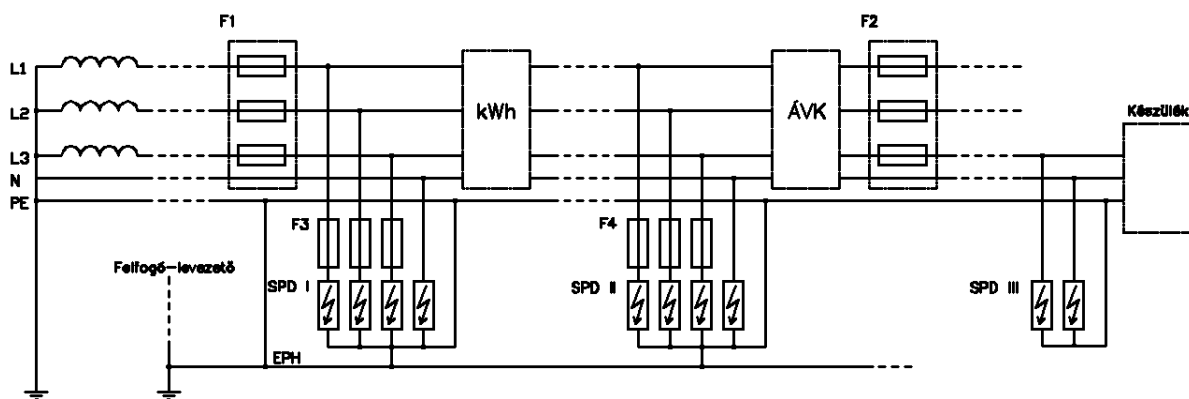 F1
F2
L1
L2
L3
N
PE
kWh
ÁVK
Készülék
F3
F4
Felfogó-levezető
SPD I
SPD II
SPD III
EPH